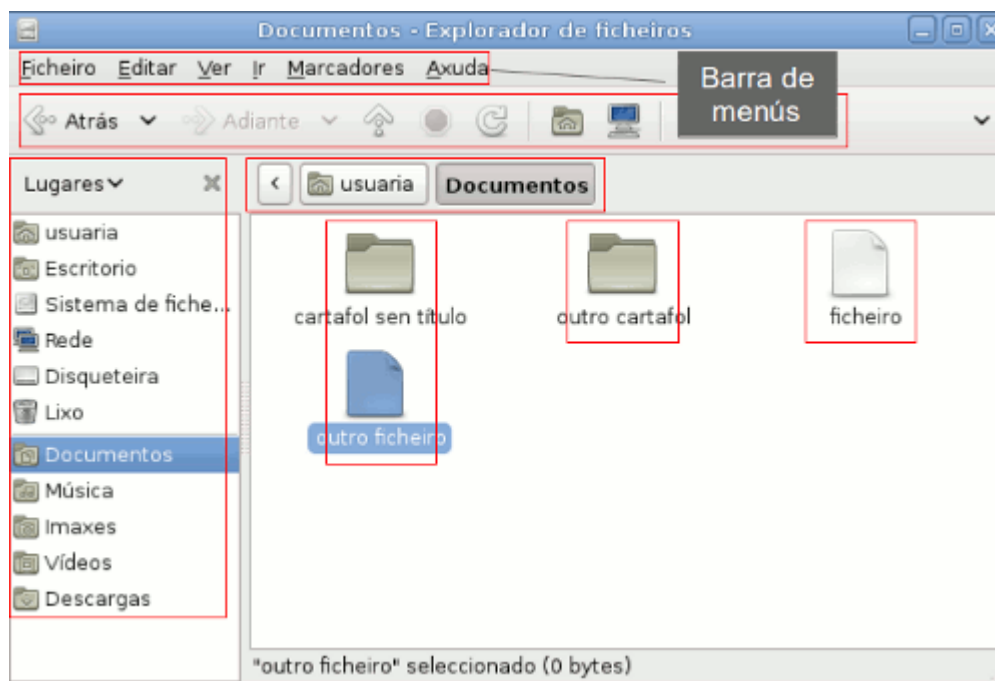 Documentos - Explorador de ficheiros
Ficheiro Editar Ver Ir Marcadores Axuda
Barra de
menús
Atrás Adiante
Lugares
usuaria Documentos
usuaria
Escritorio
Sistema de fiche...
Rede
Disqueteira
Lixo
Documentos
Música
Imaxes
Vídeos
Descargas
cartafol sen título
outro cartafol
ficheiro
outro ficheiro
"outro ficheiro" seleccionado (0 bytes)